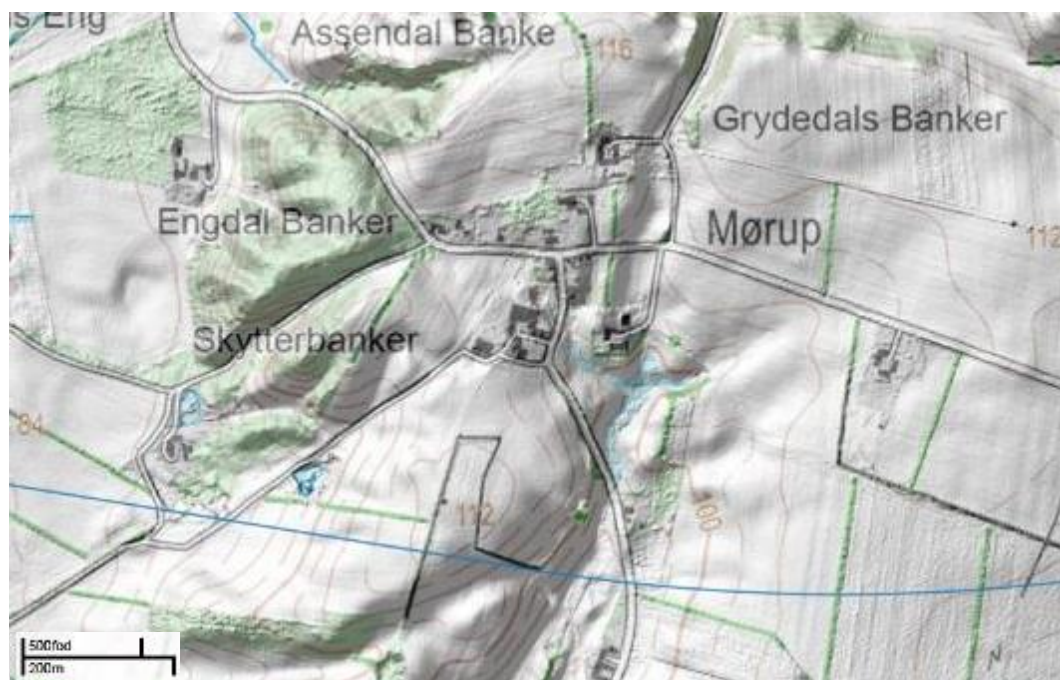 s Eng
Assendal Banke
116
Grydedals Banker
Engdal Banker
Mørup
112
Skytterbanker
84
112
100
500fod
200m
N